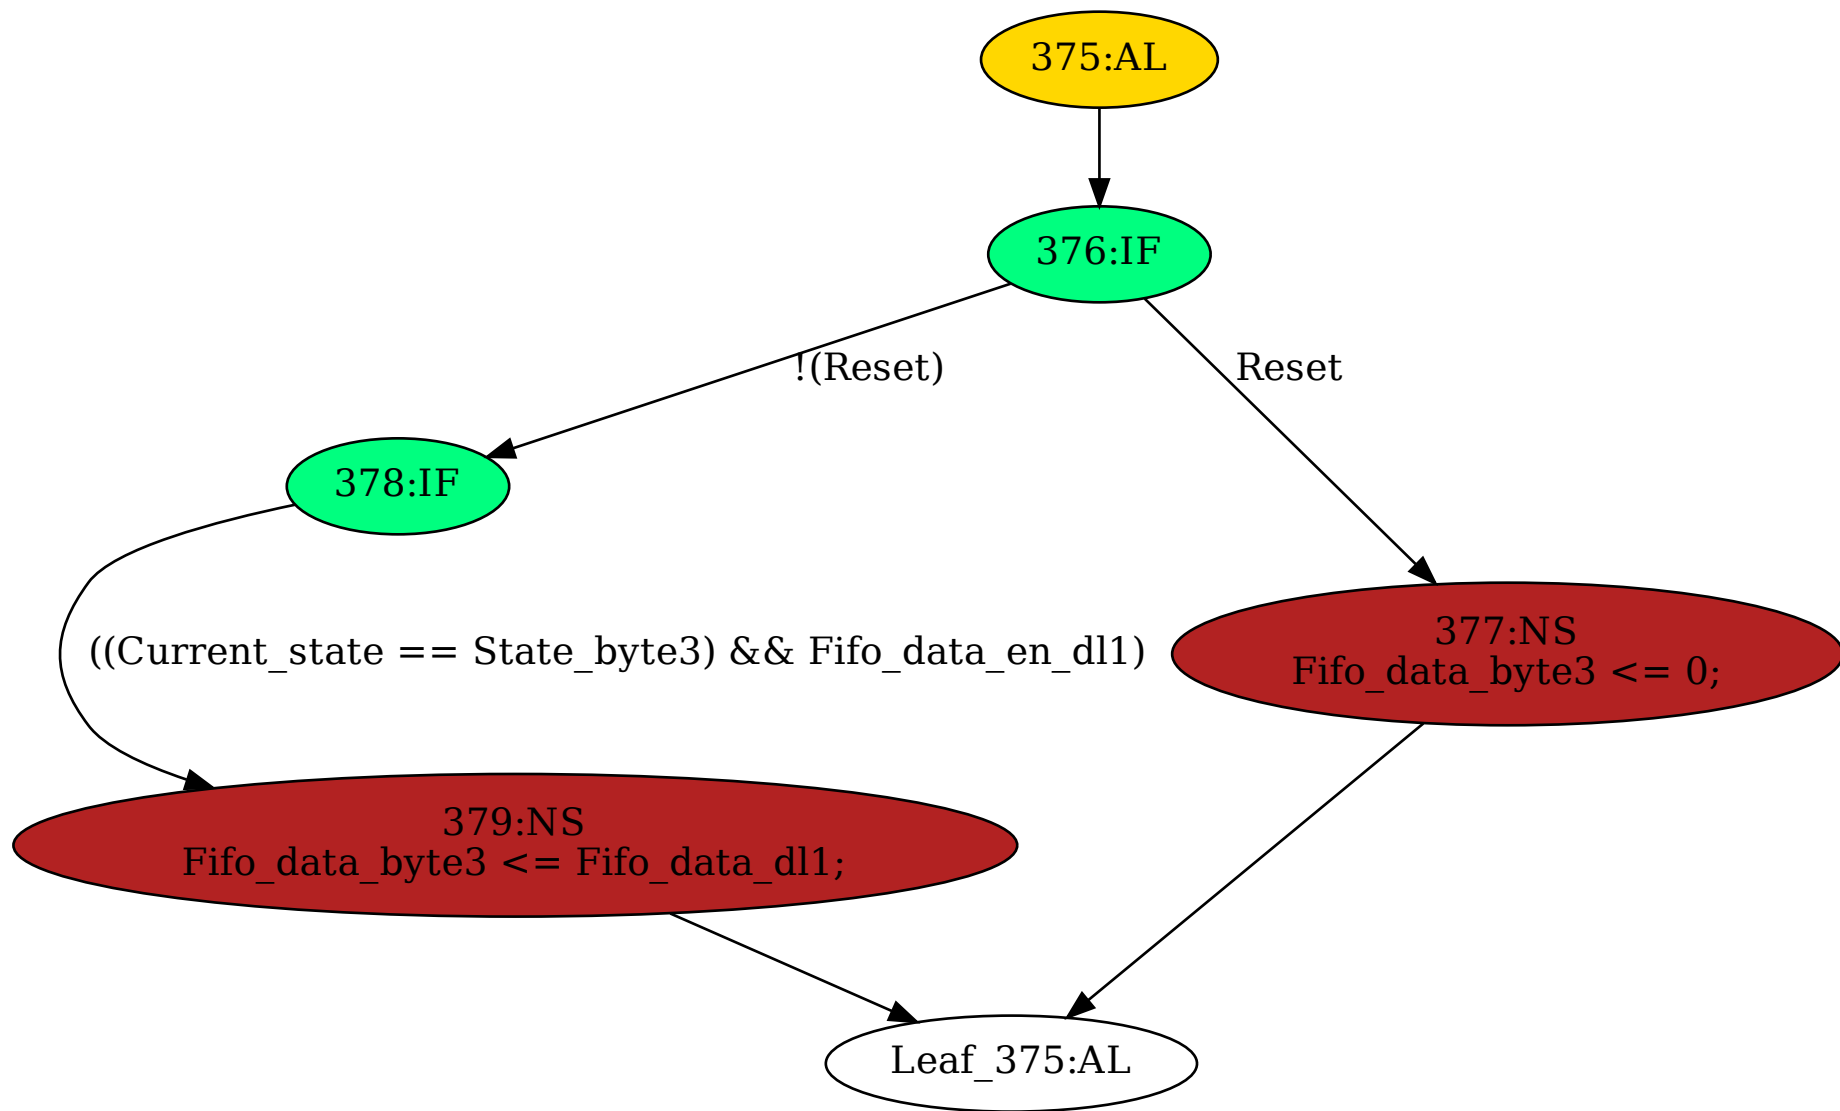 375:AL
376:IF
!(Reset)
Reset
378:IF
377:NS
Fifo_data_byte3 <= 0;
((Current_state == State_byte3) && Fifo_data_en_dl1)
379:NS
Fifo_data_byte3 <= Fifo_data_dl1;
Leaf_375:AL